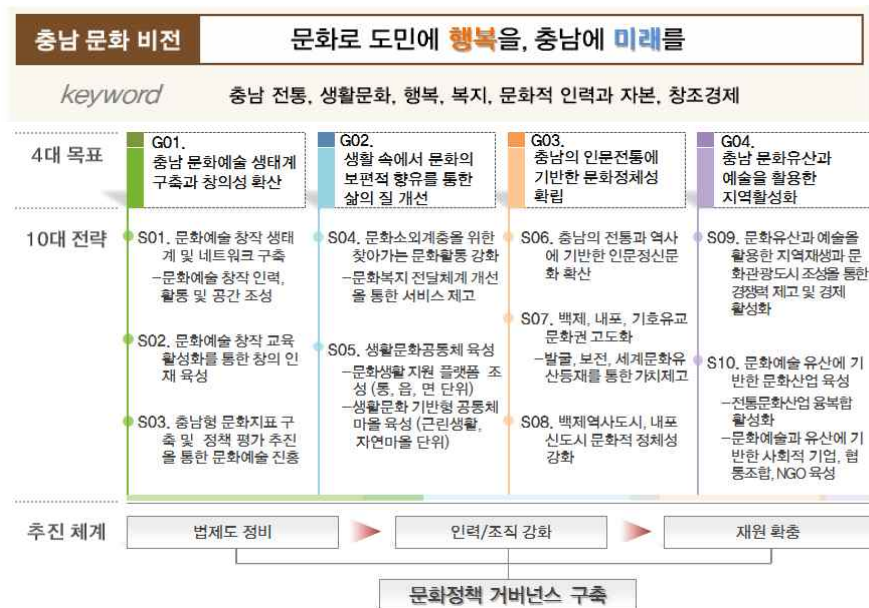 충남 문화 비전
문화로 도민에 행복을, 충남에 미래를
keyword
충남 전통, 생활문화, 행복, 복지, 문화적 인력과 자본, 창조경제
4대 목표
G01.
충남 문화예술 생태계
구축과 창의성 확산
G02.
생활 속에서 문화의
보편적 향유를 통한
삶의 질 개선
G03.
충남의 인문전통에
기반한 문화정체성
확립
G04.
충남 문화유산과
예술을 활용한
지역활성화
10대 전략
S01. 문화예술 창작 생태
계 및 네트워크 구축
–문화예술 창작 인력,
활동 및 공간 조성
S02. 문화예술 창작 교육
활성화를 통한 창의 인
재 육성
S03. 충남형 문화지표 구
축 및 정책 평가 추진
을 통한 문화예술 진흥
S04. 문화소외계층을 위한
찾아가는 문화활동 강화
–문화복지 전달체계 개선
을 통한 서비스 제고
S05. 생활문화공동체 육성
–문화생활 지원 플랫폼 조
성 (동, 읍, 면 단위)
–생활문화 기반형 공동체
마을 육성 (근린생활,
자연마을 단위)
S06. 충남의 전통과 역사
에 기반한 인문정신문
화 확산
S07. 백제, 내포, 기호유교
문화권 고도화
–발굴, 보전, 세계문화유
산등재를 통한 가치제고
S08. 백제역사도시, 내포
신도시 문화적 정체성
강화
S09. 문화유산과 예술을
활용한 지역재생과 문
화관광도시 조성을 통한
경쟁력 제고 및 경제
활성화
S10. 문화예술 유산에 기
반한 문화산업 육성
–전통문화산업 융복합
활성화
–문화예술과 유산에 기
반한 사회적 기업, 협
동조합, NGO 육성
추진 체계
법제도 정비
인력/조직 강화
재원 확충
문화정책 거버넌스 구축